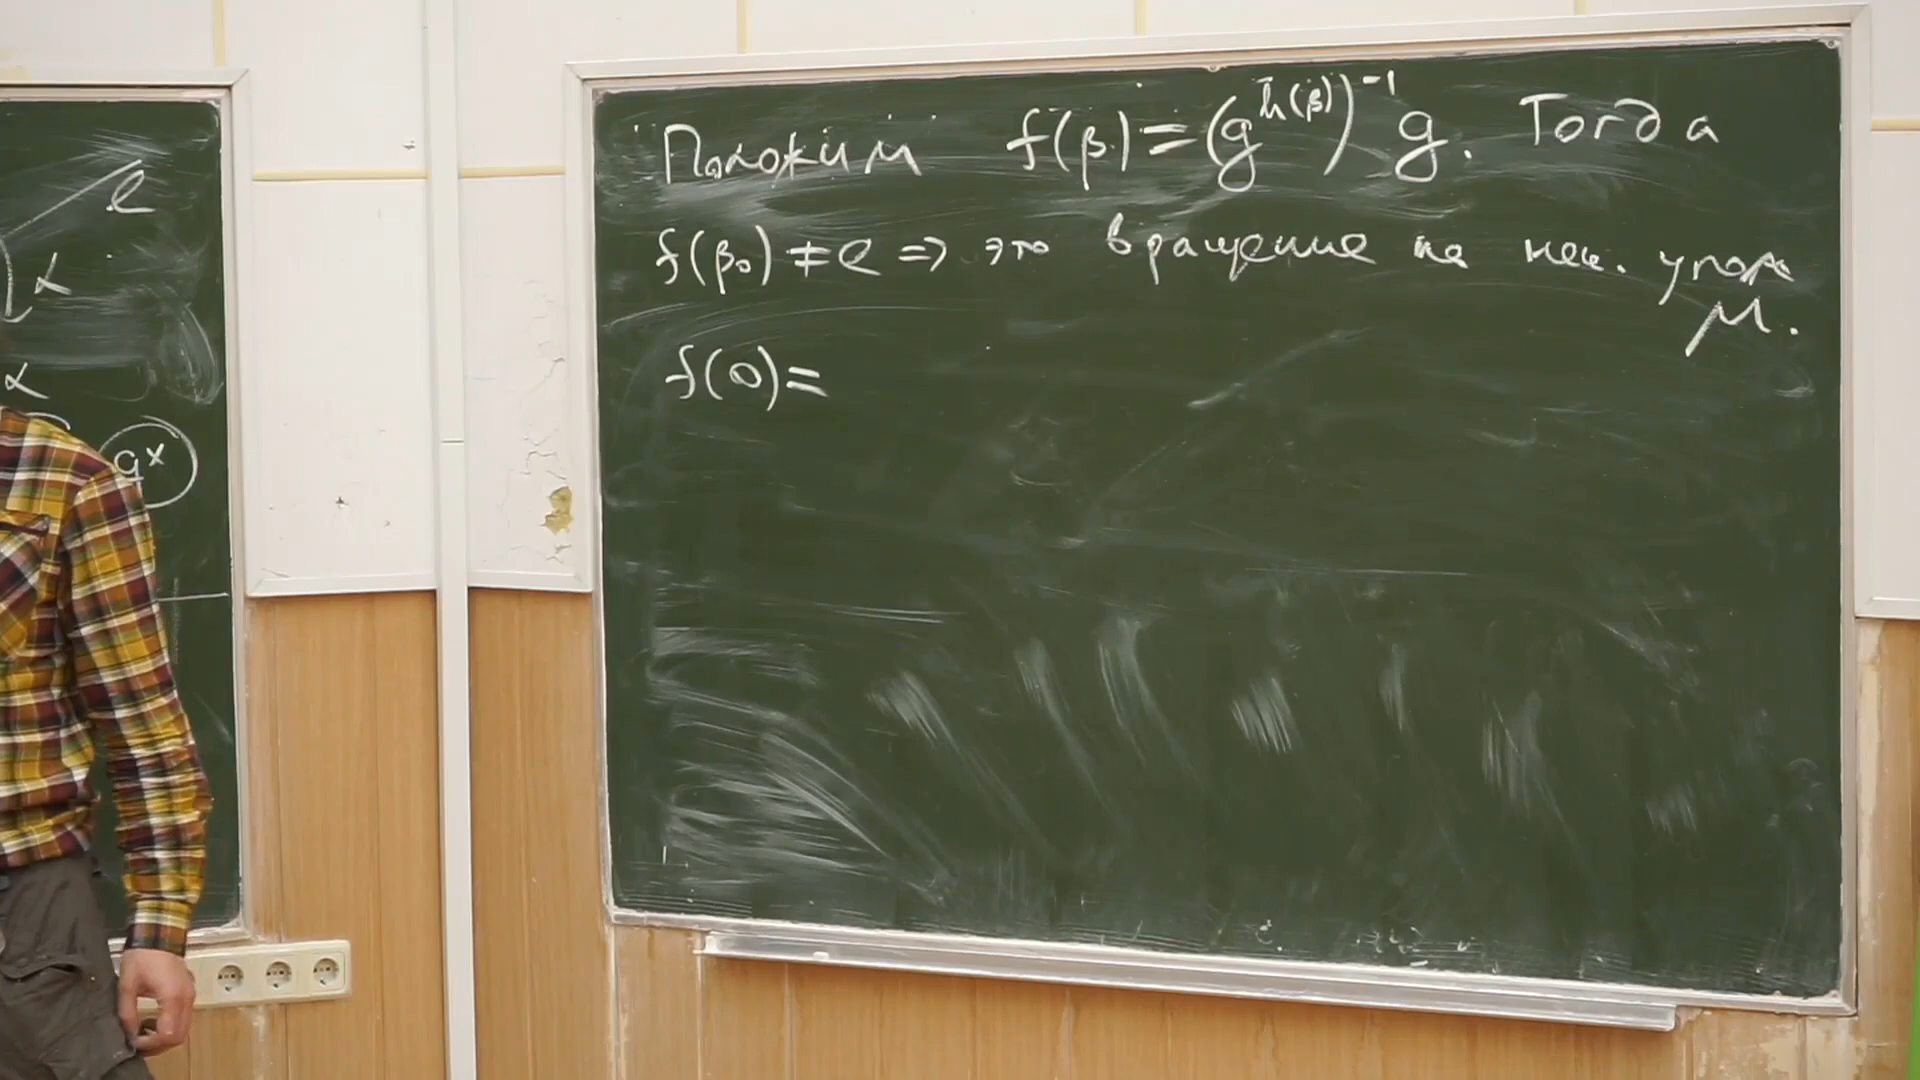 e
α
α
g^x
Положим f(β) = (g^{h(β)})^{-1} g. Тогда
f(β₀) ≠ e ⇒ это вращение на нек. угол
μ.
f(0)=